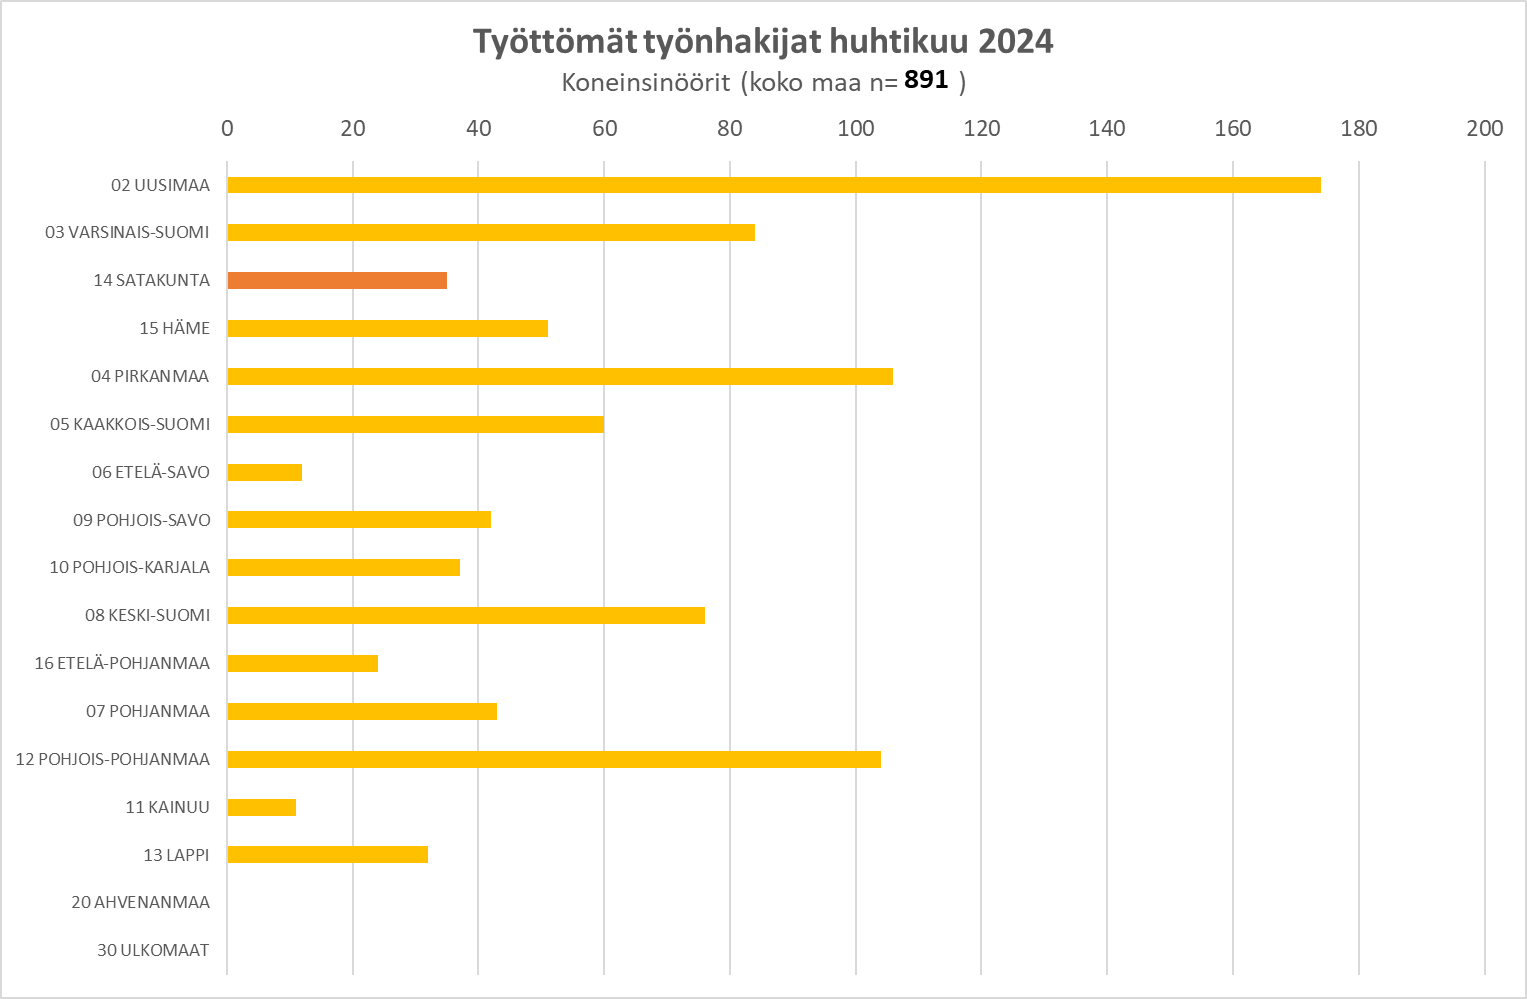 Työttömät työnhakijat huhtikuu 2024
Koneinsinöörit (koko maa n= 891 )
0 20 40 60 80 100 120 140 160 180 200
02 UUSIMAA
03 VARSINAIS-SUOMI
14 SATAKUNTA
15 HÄME
04 PIRKANMAA
05 KAAKKOIS-SUOMI
06 ETELÄ-SAVO
09 POHJOIS-SAVO
10 POHJOIS-KARJALA
08 KESKI-SUOMI
16 ETELÄ-POHJANMAA
07 POHJANMAA
12 POHJOIS-POHJANMAA
11 KAINUU
13 LAPPI
20 AHVENANMAA
30 ULKOMAAT